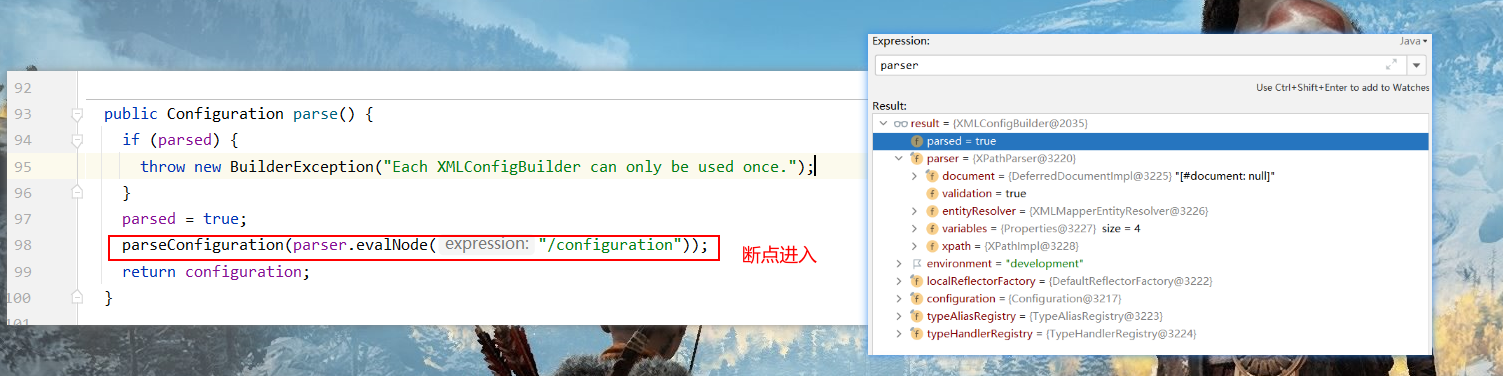 92
93 public Configuration parse() {
94 if (parsed) {
95 throw new BuilderException("Each XMLConfigBuilder can only be used once.");
96 }
97 parsed = true;
98 parseConfiguration(parser.evalNode( expression: "/configuration"));
99 return configuration;
100 }
101
断点进入
Expression:
Java
parser
Use Ctrl+Shift+Enter to add to Watches
Result:
result = {XMLConfigBuilder@2035}
parsed = true
parser = {XPathParser@3220}
document = {DeferredDocumentImpl@3225} "[#document: null]"
validation = true
entityResolver = {XMLMapperEntityResolver@3226}
variables = {Properties@3227} size = 4
xpath = {XPathImpl@3228}
environment = "development"
localReflectorFactory = {DefaultReflectorFactory@3222}
configuration = {Configuration@3217}
typeAliasRegistry = {TypeAliasRegistry@3223}
typeHandlerRegistry = {TypeHandlerRegistry@3224}